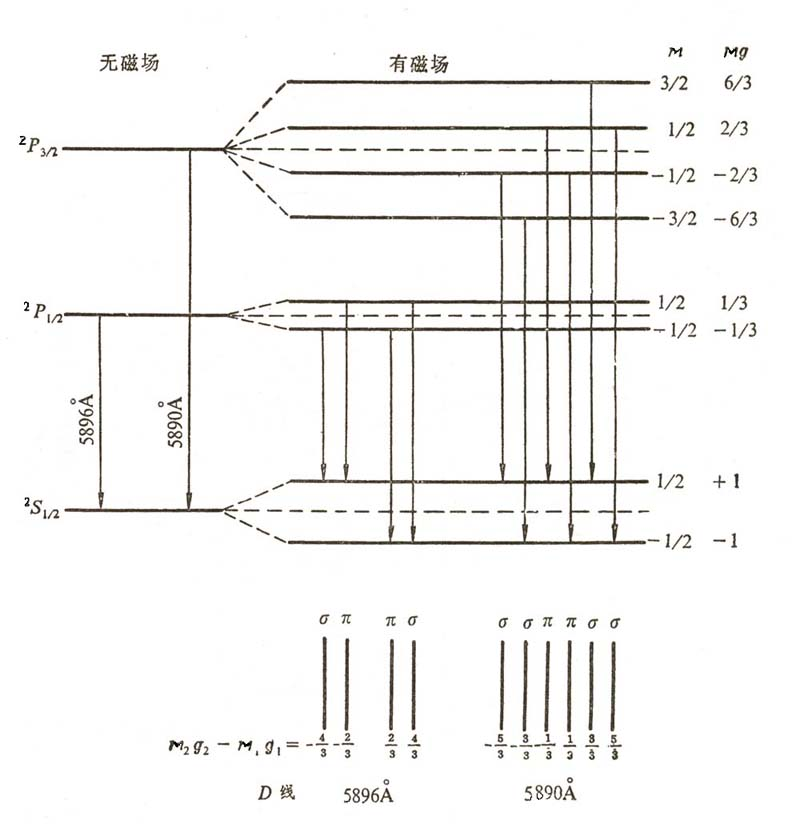 无磁场 有磁场 M Mg
3/2 6/3
²P₃/₂ 1/2 2/3
-1/2 -2/3
-3/2 -6/3
²P₁/₂ 1/2 1/3
-1/2 -1/3
5896Å 5890Å
1/2 +1
²S₁/₂
-1/2 -1
σ π π σ σ σ π π σ σ
M₂g₂ - M₁g₁ = -4/3 -2/3 2/3 4/3 -5/3 -3/3 -1/3 1/3 3/3 5/3
D 线 5896Å 5890Å